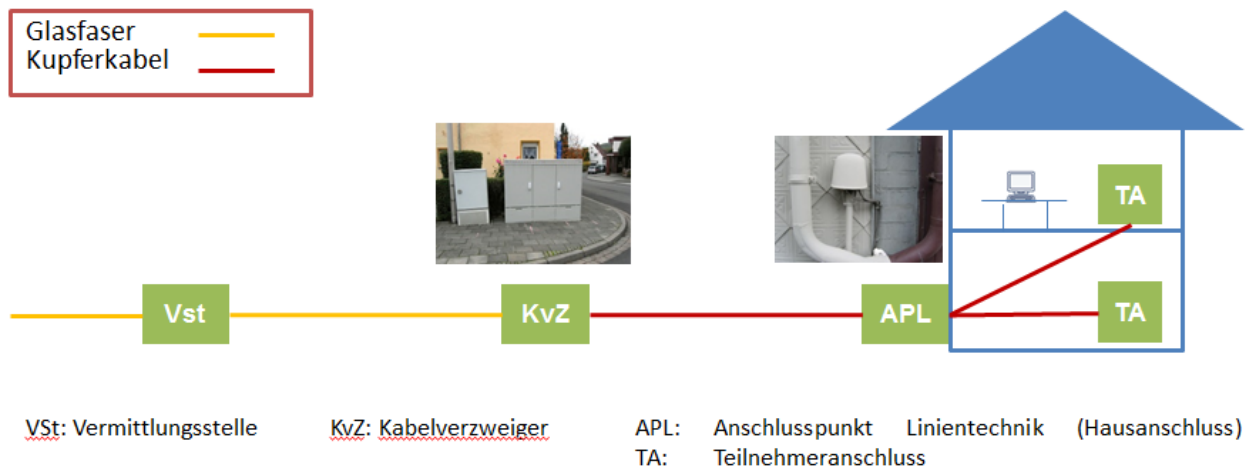 Glasfaser
Kupferkabel
TA
Vst
KvZ
APL
TA
VSt: Vermittlungsstelle
KvZ: Kabelverzweiger
APL: Anschlusspunkt Linientechnik (Hausanschluss)
TA: Teilnehmeranschluss